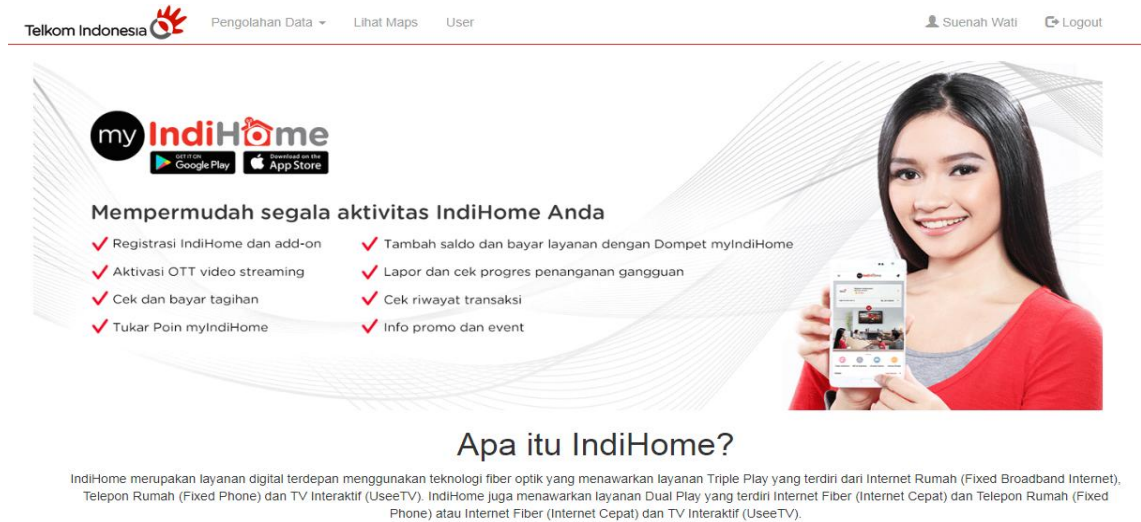 Telkom Indonesia Pengolahan Data Lihat Maps User Suenah Wati Logout
my IndiHome
GET IT ON Google Play Download on the App Store
Mempermudah segala aktivitas IndiHome Anda
Registrasi IndiHome dan add-on Tambah saldo dan bayar layanan dengan Dompet myIndiHome
Aktivasi OTT video streaming Lapor dan cek progres penanganan gangguan
Cek dan bayar tagihan Cek riwayat transaksi
Tukar Poin myIndiHome Info promo dan event
Apa itu IndiHome?
IndiHome merupakan layanan digital terdepan menggunakan teknologi fiber optik yang menawarkan layanan Triple Play yang terdiri dari Internet Rumah (Fixed Broadband Internet),
Telepon Rumah (Fixed Phone) dan TV Interaktif (UseeTV). IndiHome juga menawarkan layanan Dual Play yang terdiri Internet Fiber (Internet Cepat) dan Telepon Rumah (Fixed
Phone) atau Internet Fiber (Internet Cepat) dan TV Interaktif (UseeTV).